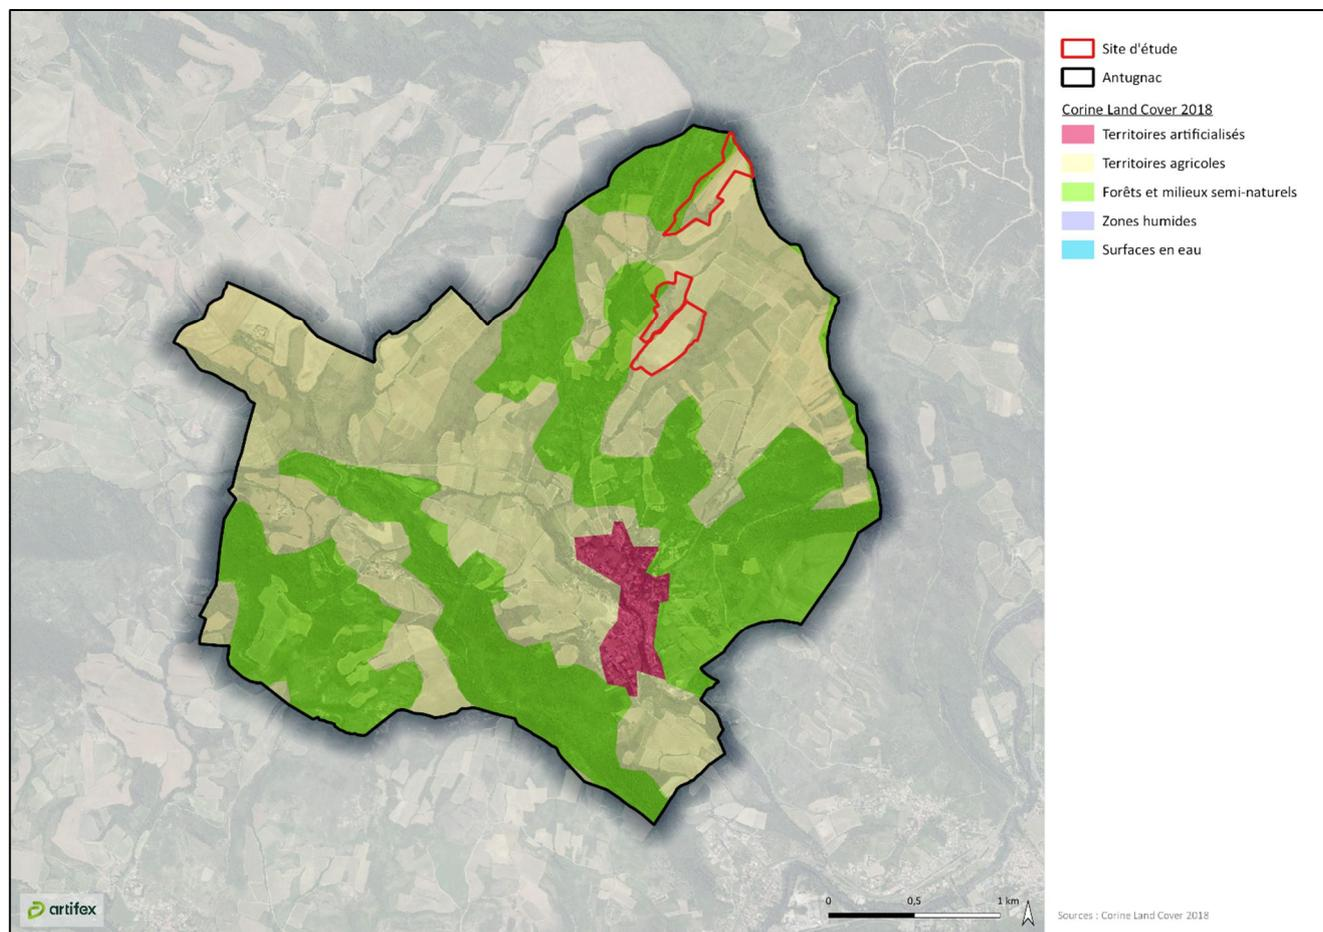 Site d'étude
Antugnac
Corine Land Cover 2018
Territoires artificialisés
Territoires agricoles
Forêts et milieux semi-naturels
Zones humides
Surfaces en eau
artifex
0 0,5 1 km
Sources : Corine Land Cover 2018